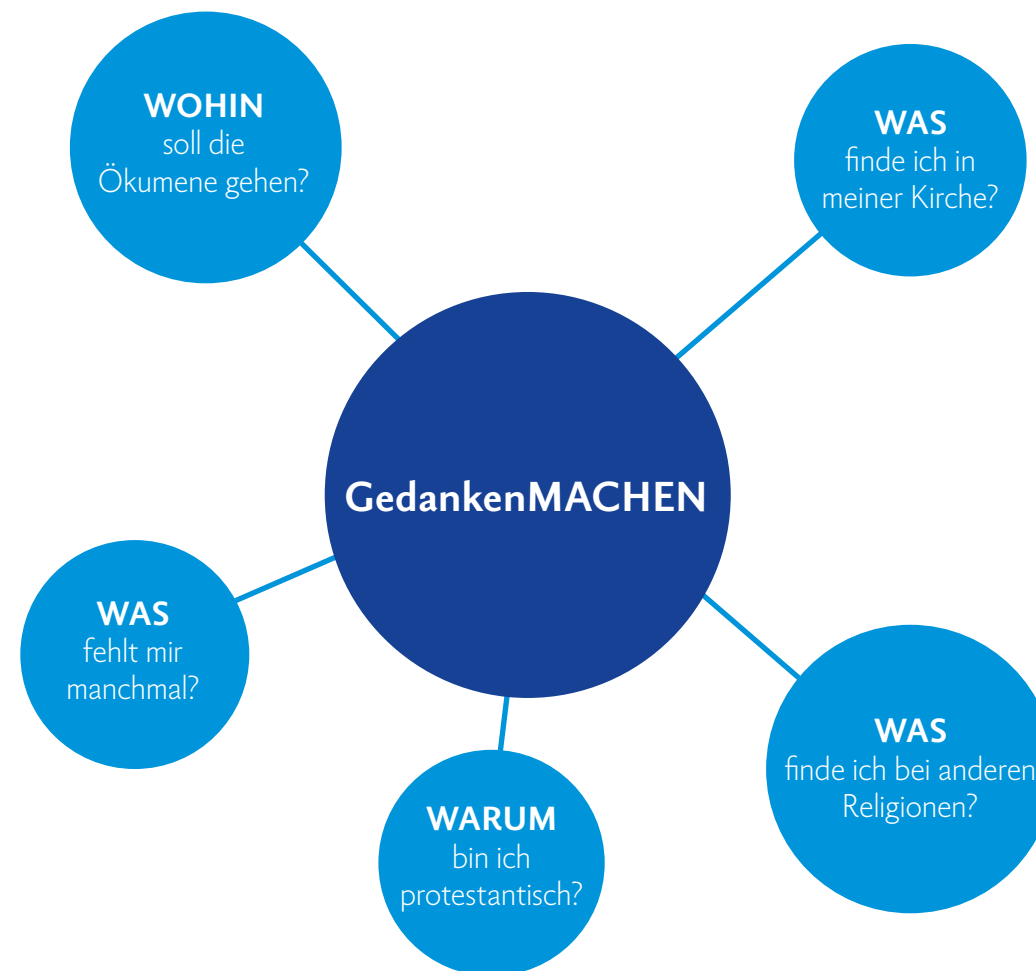 WOHIN
soll die
Ökumene gehen?
WAS
finde ich in
meiner Kirche?
GedankenMACHEN
WAS
fehlt mir
manchmal?
WAS
finde ich bei anderen
Religionen?
WARUM
bin ich
protestantisch?